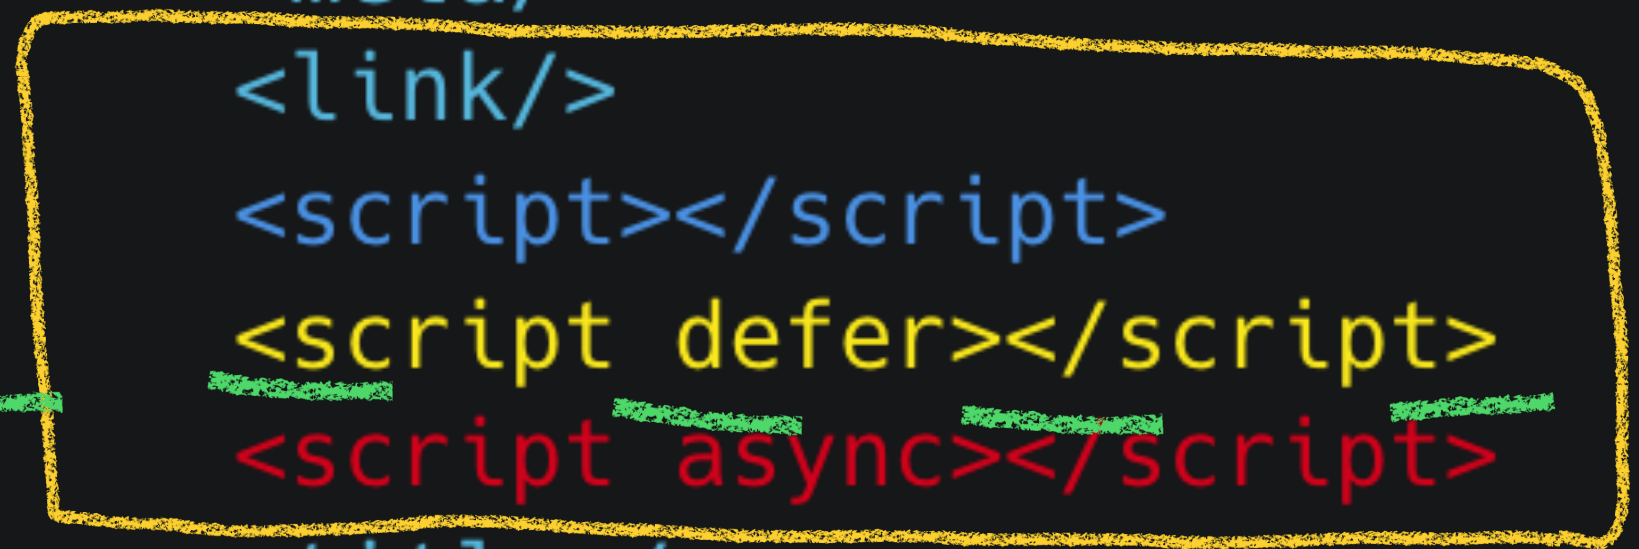 <link/>
<script></script>
<script defer></script>
<script async></script>